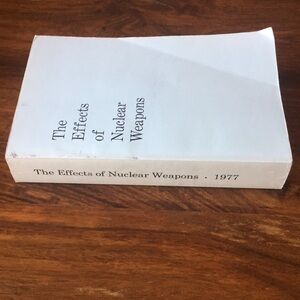 The
Effects
of
Nuclear
Weapons
The Effects of Nuclear Weapons · 1977